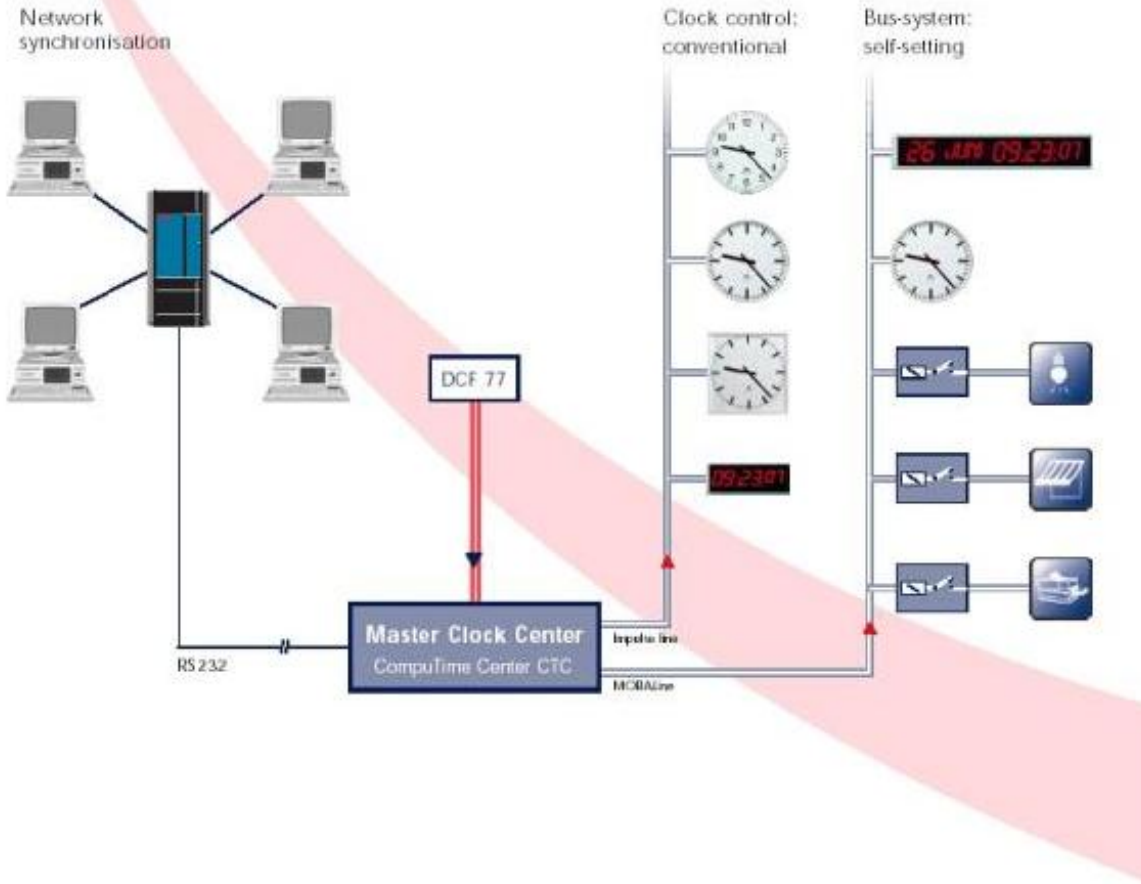 Network
synchronisation
Clock control:
conventional
Bus-system:
self-setting
26 JUNI 09:23:07
DCF 77
09:23:07
Master Clock Center
CompuTime Center CTC
Impulse line
MOBALine
RS 232